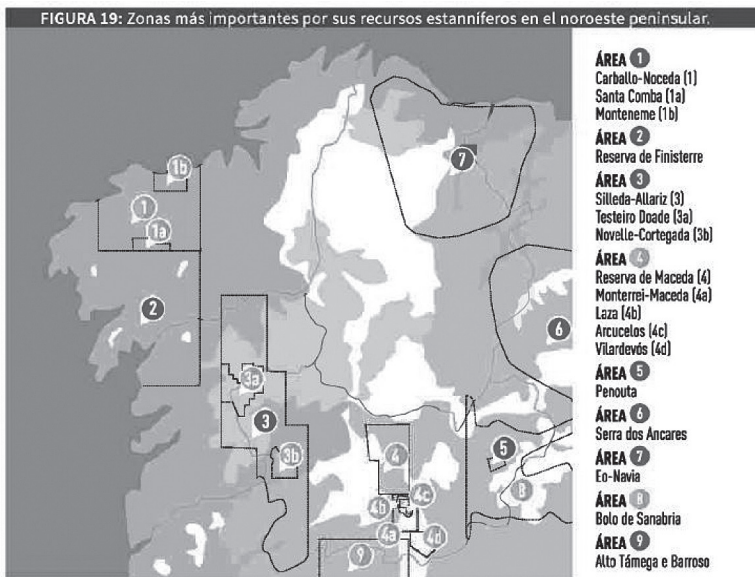 FIGURA 19: Zonas más importantes por sus recursos estanníferos en el noroeste peninsular.
ÁREA 1
Carballo-Noceda (1)
Santa Comba (1a)
Monteneme (1b)
ÁREA 2
Reserva de Finisterre
ÁREA 3
Silleda-Allariz (3)
Testeiro Doade (3a)
Novelle-Cortegada (3b)
ÁREA 4
Reserva de Maceda (4)
Monterrei-Maceda (4a)
Laza (4b)
Arcucelos (4c)
Vilardevós (4d)
ÁREA 5
Penouta
ÁREA 6
Serra dos Ancares
ÁREA 7
Eo-Navia
ÁREA 8
Bolo de Sanabria
ÁREA 9
Alto Támega e Barroso
1b
7
1
1a
2
6
3a
3
3b
4
5
8
4b
4c
4a
4d
9